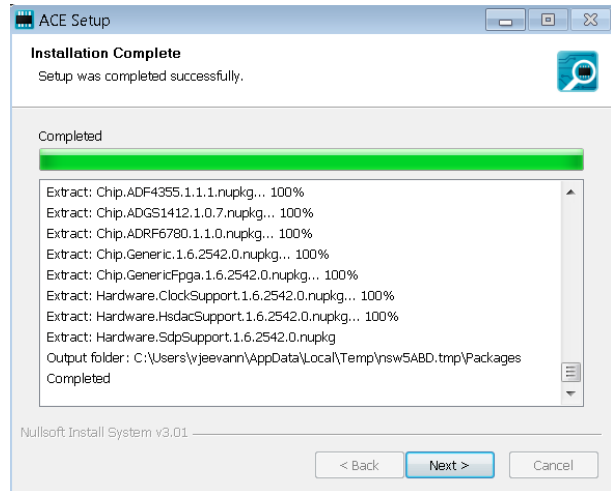 ACE Setup
Installation Complete
Setup was completed successfully.
Completed
Extract: Chip.ADF4355.1.1.1.nupkg... 100%
Extract: Chip.ADGS1412.1.0.7.nupkg... 100%
Extract: Chip.ADRF6780.1.1.0.nupkg... 100%
Extract: Chip.Generic.1.6.2542.0.nupkg... 100%
Extract: Chip.GenericFpga.1.6.2542.0.nupkg... 100%
Extract: Hardware.ClockSupport.1.6.2542.0.nupkg... 100%
Extract: Hardware.HsdacSupport.1.6.2542.0.nupkg... 100%
Extract: Hardware.SdpSupport.1.6.2542.0.nupkg
Output folder: C:\Users\vjeevann\AppData\Local\Temp\nsw5ABD.tmp\Packages
Completed
Nullsoft Install System v3.01
< Back Next > Cancel